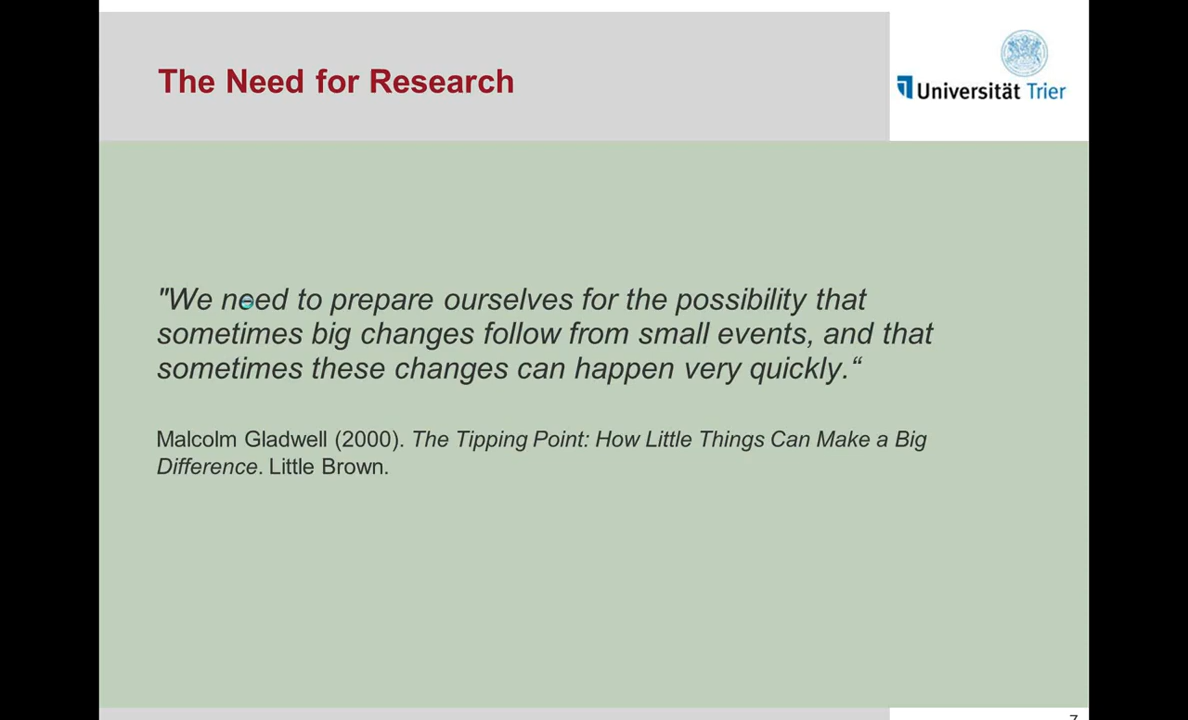 The Need for Research
Universität Trier
"We need to prepare ourselves for the possibility that
sometimes big changes follow from small events, and that
sometimes these changes can happen very quickly.“
Malcolm Gladwell (2000). The Tipping Point: How Little Things Can Make a Big
Difference. Little Brown.
7